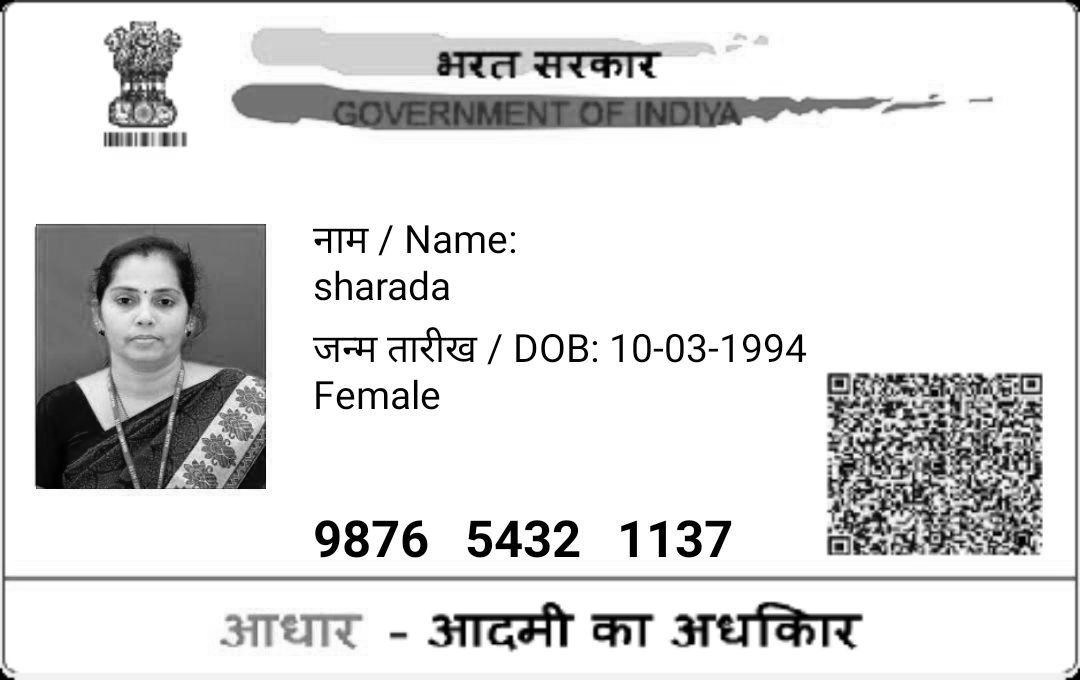 भरत सरकार
GOVERNMENT OF INDIYA
नाम / Name:
sharada
जन्म तारीख / DOB: 10-03-1994
Female
9876 5432 1137
आधार - आदमी का अधकिार